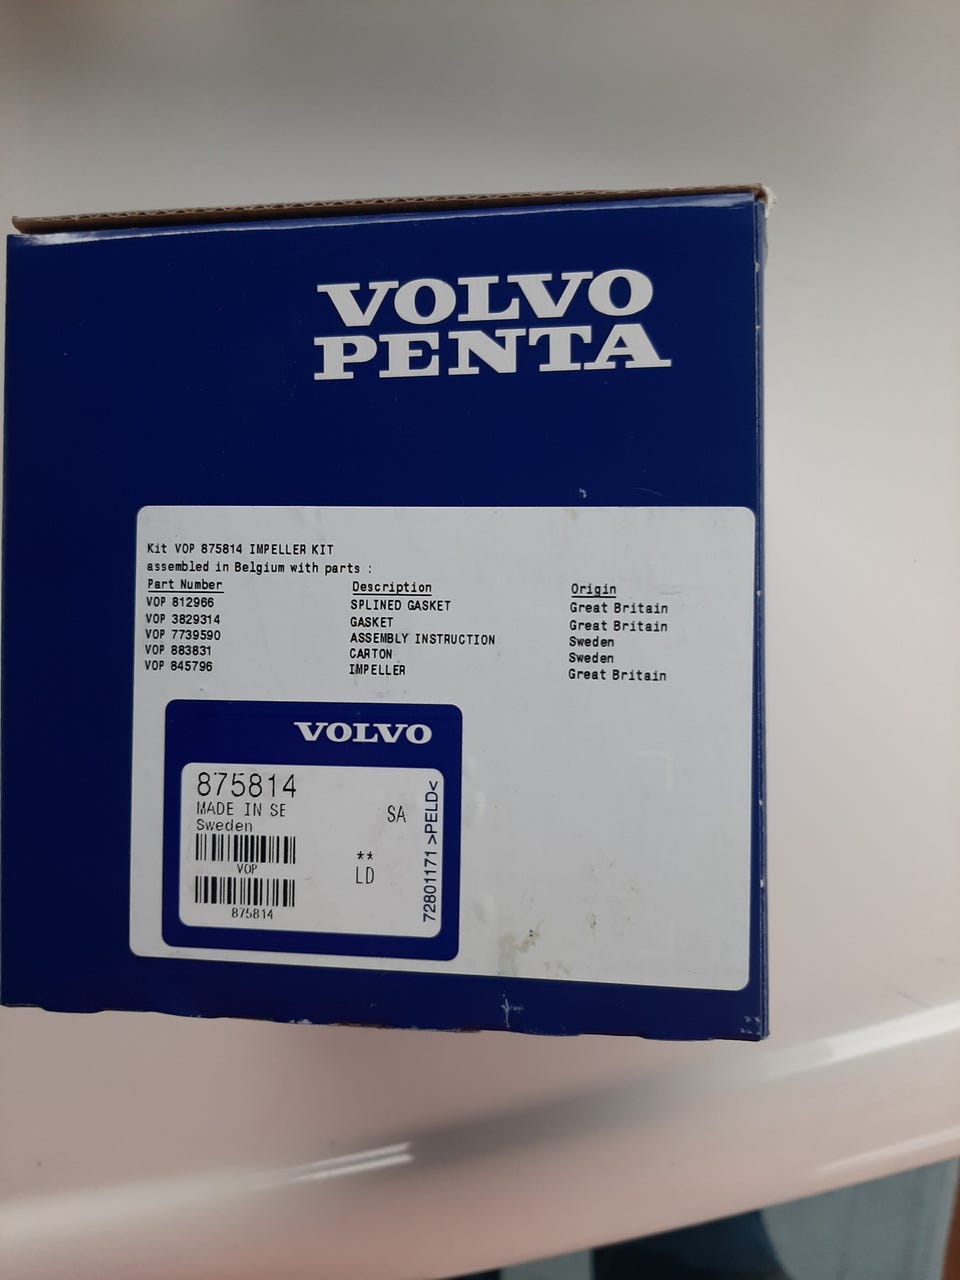 VOLVO
PENTA
Kit VOP 875814 IMPELLER KIT
assembled in Belgium with parts :
Part Number Description Origin
VOP 812966 SPLINED GASKET Great Britain
VOP 3829314 GASKET Great Britain
VOP 7739590 ASSEMBLY INSTRUCTION Sweden
VOP 883831 CARTON Sweden
VOP 845796 IMPELLER Great Britain
VOLVO
875814
MADE IN SE SA
Sweden
**
VOP LD
875814
72801171 >PELD<